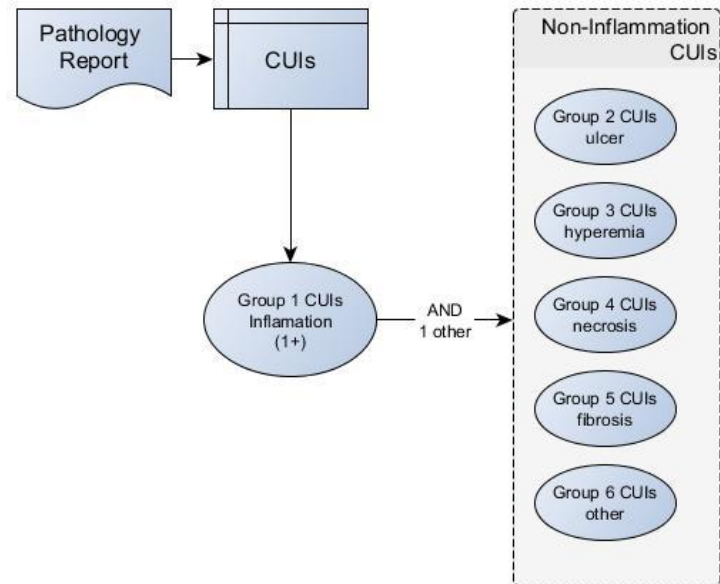 Pathology
Report
CUIs
Non-Inflammation
CUIs
Group 2 CUIs
ulcer
Group 3 CUIs
hyperemia
Group 1 CUIs
Inflamation
(1+)
AND
1 other
Group 4 CUIs
necrosis
Group 5 CUIs
fibrosis
Group 6 CUIs
other